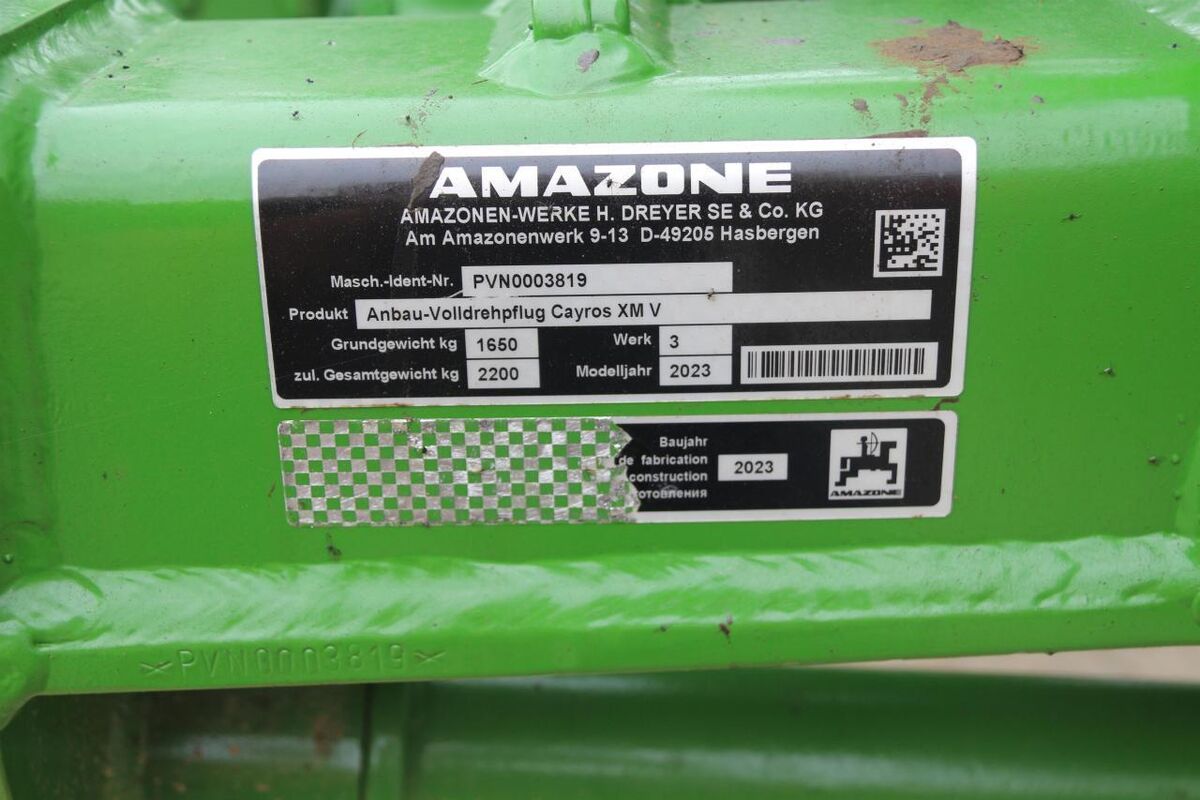 AMAZONE
AMAZONEN-WERKE H. DREYER SE & Co. KG
Am Amazonenwerk 9-13 D-49205 Hasbergen
Masch.-Ident-Nr. PVN0003819
Produkt Anbau-Volldrehpflug Cayros XM V
Grundgewicht kg 1650 Werk 3
zul. Gesamtgewicht kg 2200 Modelljahr 2023
Baujahr
de fabrication
construction
готовления
2023
AMAZONE
PVN0003819